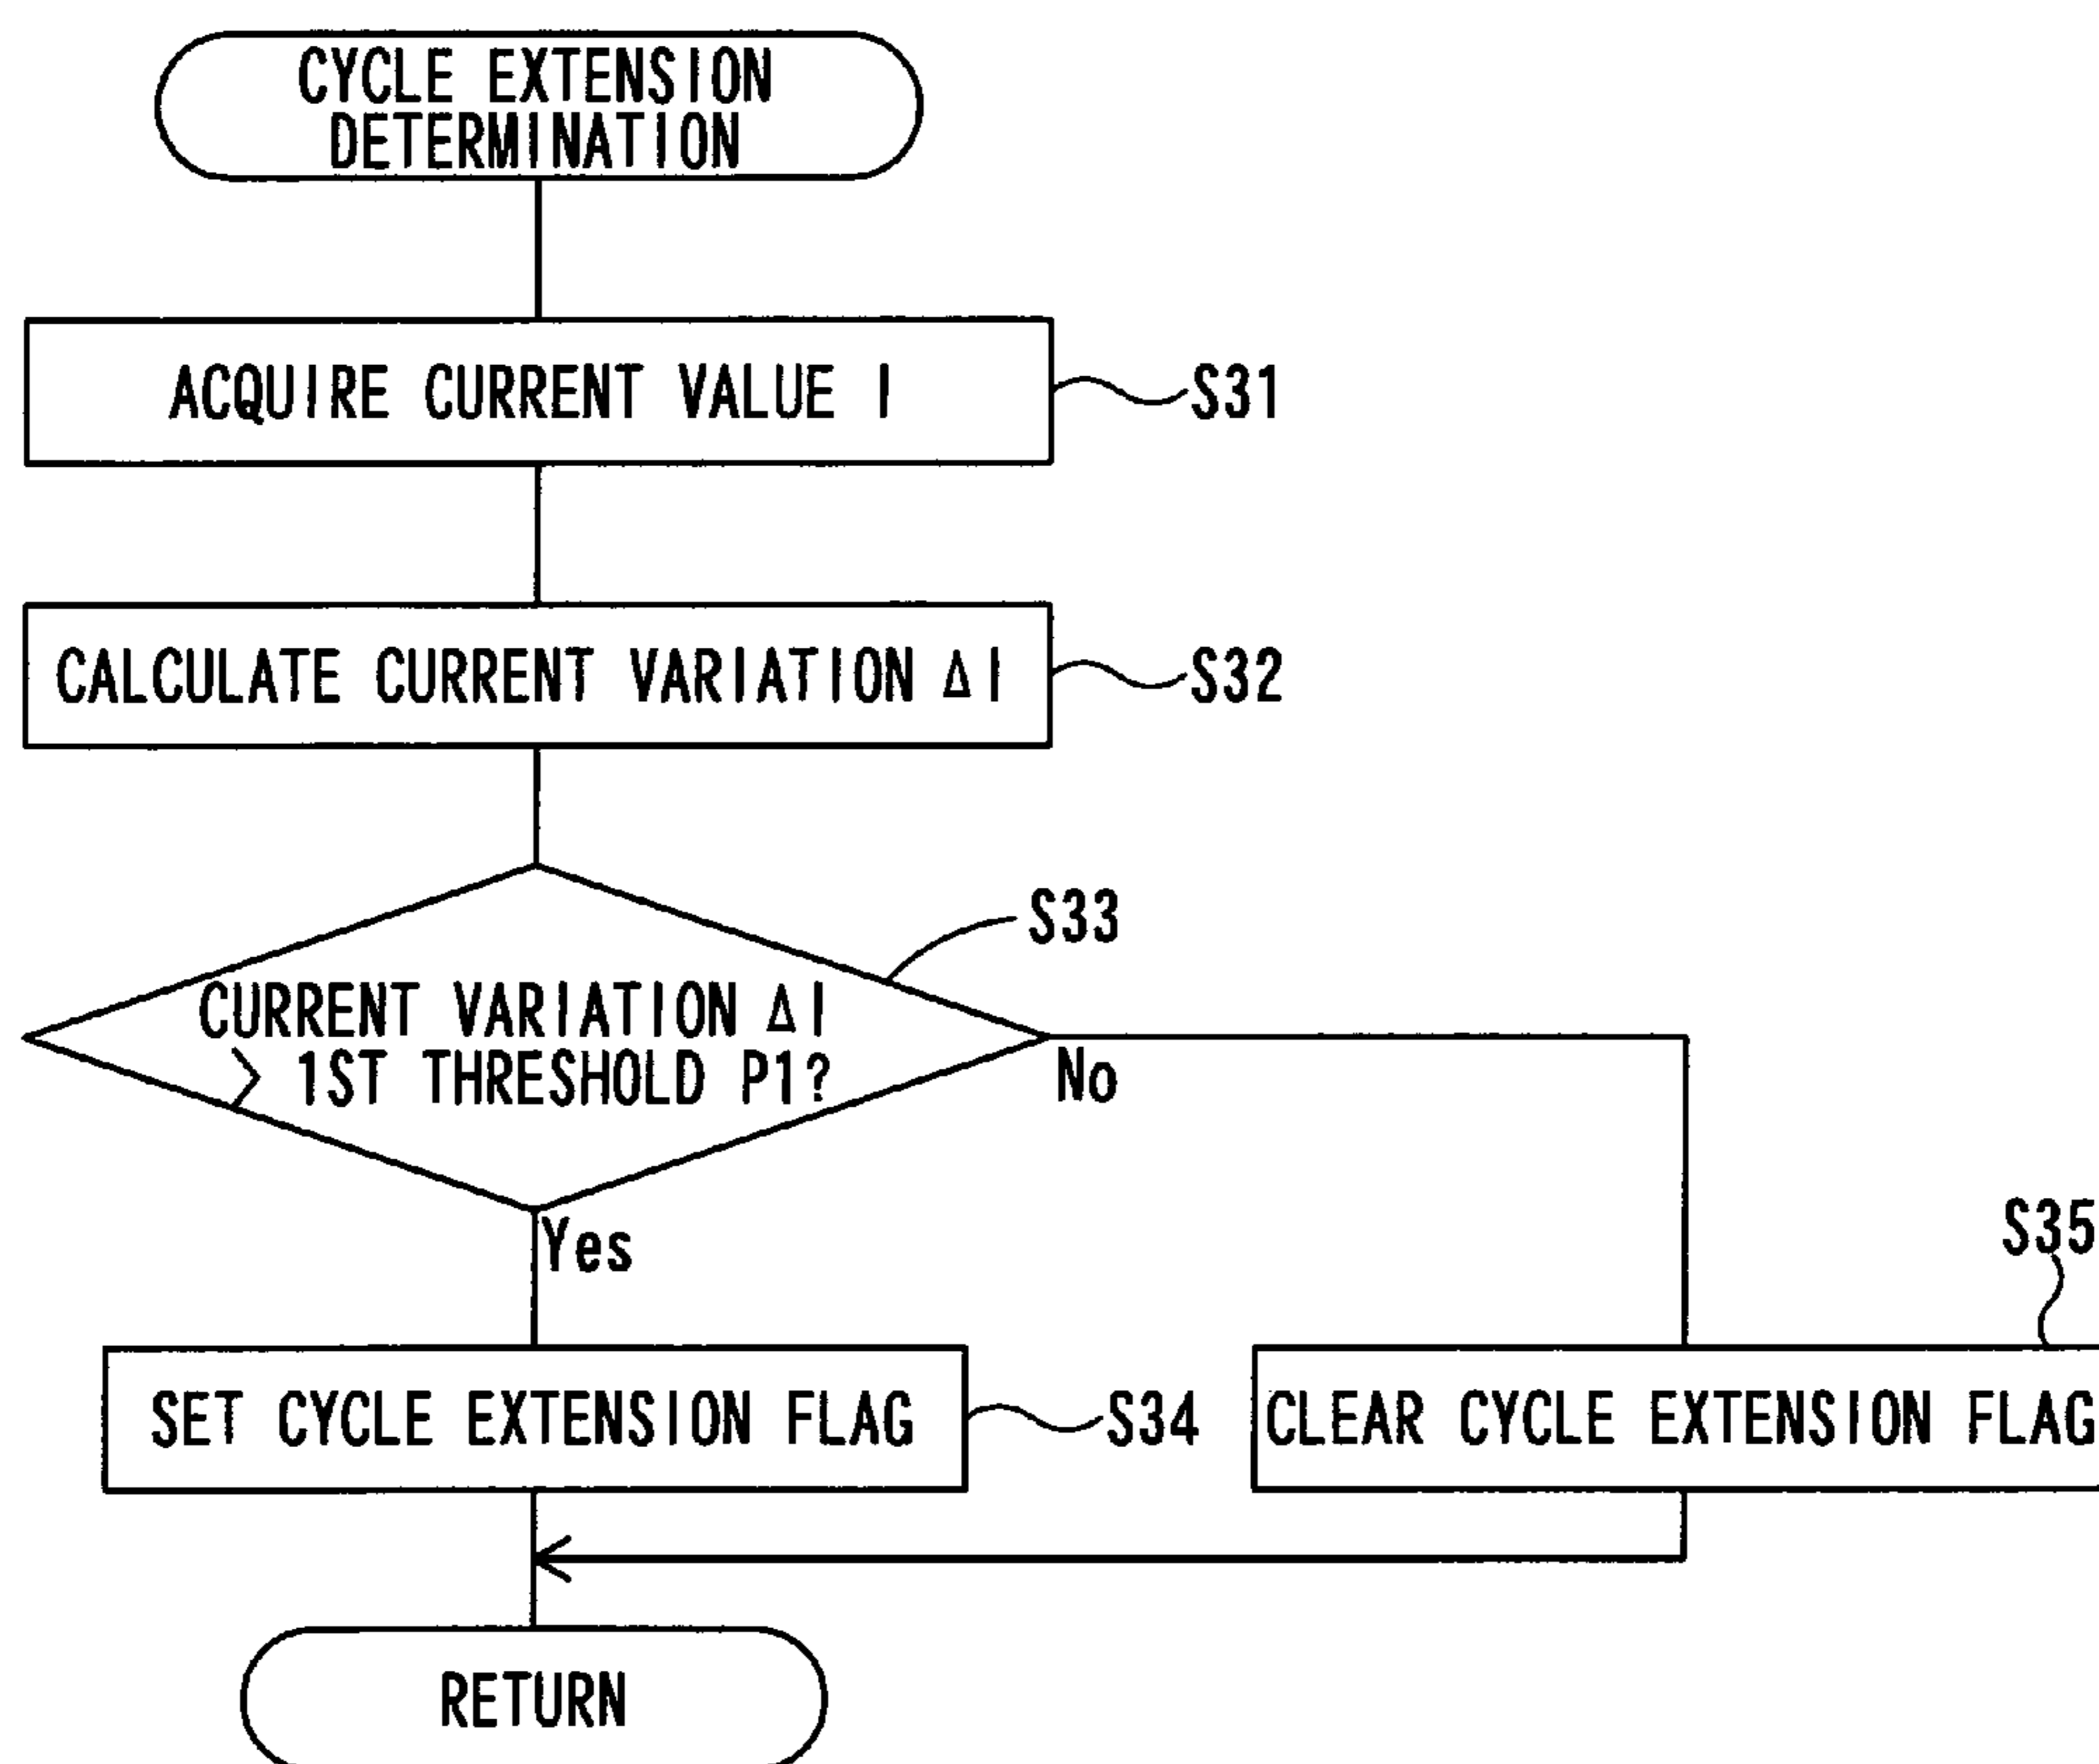 CYCLE EXTENSION
DETERMINATION
ACQUIRE CURRENT VALUE I
S31
CALCULATE CURRENT VARIATION ΔI
S32
S33
CURRENT VARIATION ΔI
> 1ST THRESHOLD P1?
No
Yes
S35
SET CYCLE EXTENSION FLAG
S34
CLEAR CYCLE EXTENSION FLAG
RETURN